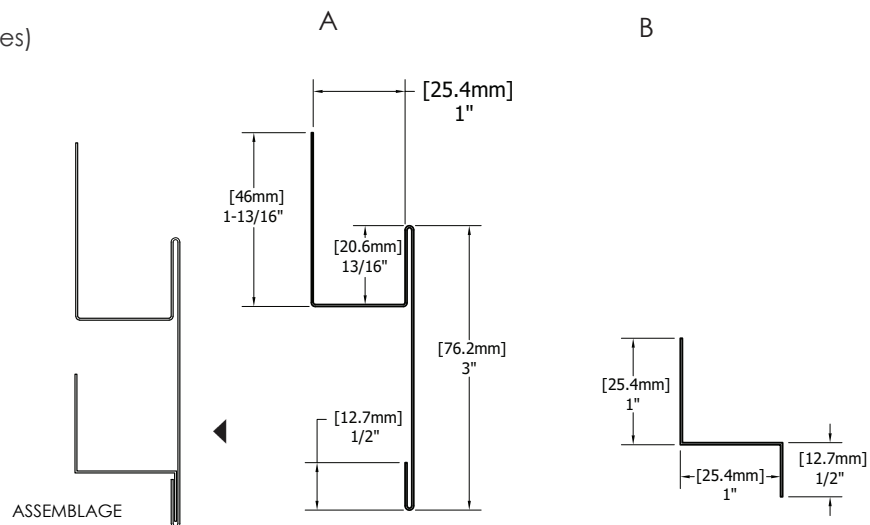 es)
A
B
[25.4mm]
1"
[46mm]
1-13/16"
[20.6mm]
13/16"
[76.2mm]
3"
[12.7mm]
1/2"
[25.4mm]
1"
[25.4mm]
1"
[12.7mm]
1/2"
ASSEMBLAGE